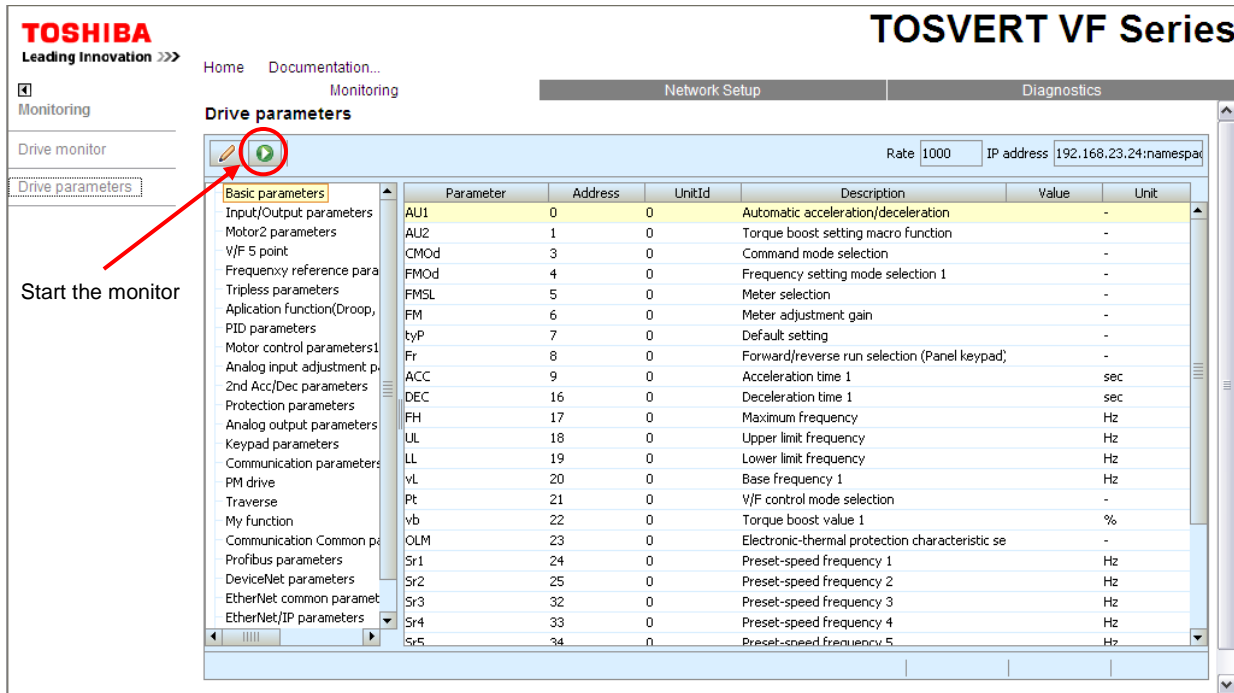 TOSHIBA
Leading Innovation >>>
TOSVERT VF Series
Home Documentation...
Monitoring Network Setup Diagnostics
Monitoring
Drive monitor
Drive parameters
Drive parameters
Rate 1000 IP address 192.168.23.24:namespac
Start the monitor
Basic parameters
Input/Output parameters
Motor2 parameters
V/F 5 point
Frequenxy reference para
Tripless parameters
Aplication function(Droop,
PID parameters
Motor control parameters1
Analog input adjustment pa
2nd Acc/Dec parameters
Protection parameters
Analog output parameters
Keypad parameters
Communication parameters
PM drive
Traverse
My function
Communication Common pa
Profibus parameters
DeviceNet parameters
EtherNet common paramet
EtherNet/IP parameters
Parameter Address UnitId Description Value Unit
AU1 0 0 Automatic acceleration/deceleration -
AU2 1 0 Torque boost setting macro function -
CMOd 3 0 Command mode selection -
FMOd 4 0 Frequency setting mode selection 1 -
FMSL 5 0 Meter selection -
FM 6 0 Meter adjustment gain -
tyP 7 0 Default setting -
Fr 8 0 Forward/reverse run selection (Panel keypad) -
ACC 9 0 Acceleration time 1 sec
DEC 16 0 Deceleration time 1 sec
FH 17 0 Maximum frequency Hz
UL 18 0 Upper limit frequency Hz
LL 19 0 Lower limit frequency Hz
vL 20 0 Base frequency 1 Hz
Pt 21 0 V/F control mode selection -
vb 22 0 Torque boost value 1 %
OLM 23 0 Electronic-thermal protection characteristic se -
Sr1 24 0 Preset-speed frequency 1 Hz
Sr2 25 0 Preset-speed frequency 2 Hz
Sr3 32 0 Preset-speed frequency 3 Hz
Sr4 33 0 Preset-speed frequency 4 Hz
Sr5 34 0 Preset-speed frequency 5 Hz